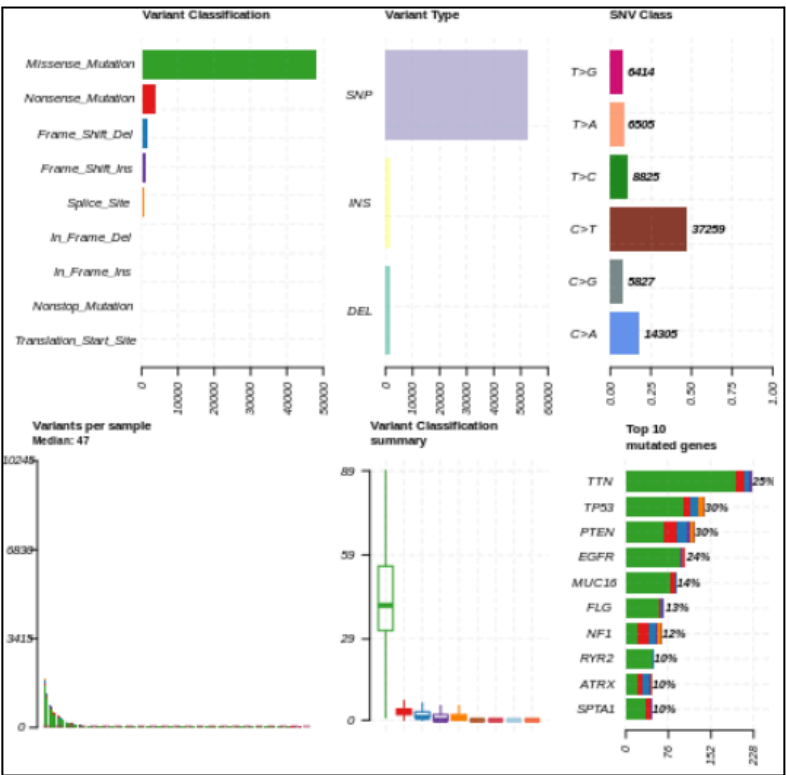 Variant Classification
Missense_Mutation
Nonsense_Mutation
Frame_Shift_Del
Frame_Shift_Ins
Splice_Site
In_Frame_Del
In_Frame_Ins
Nonstop_Mutation
Translation_Start_Site
0
10000
20000
30000
40000
50000
Variant Type
SNP
INS
DEL
0
10000
20000
30000
40000
50000
60000
SNV Class
T>G 6414
T>A 6505
T>C 8825
C>T 37259
C>G 5827
C>A 14305
0.00
0.25
0.50
0.75
1.00
Variants per sample
Median: 47
10245
6830
3415
0
Variant Classification
summary
89
59
29
0
Top 10
mutated genes
TTN 25%
TP53 30%
PTEN 30%
EGFR 24%
MUC16 14%
FLG 13%
NF1 12%
RYR2 10%
ATRX 10%
SPTA1 10%
0
76
152
228